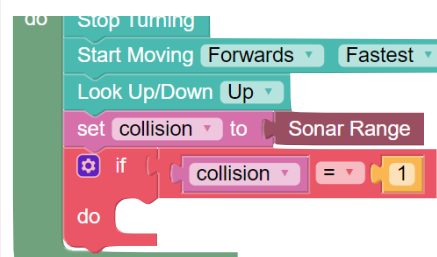 do Stop Turning
Start Moving Forwards Fastest
Look Up/Down Up
set collision to Sonar Range
if collision = 1
do